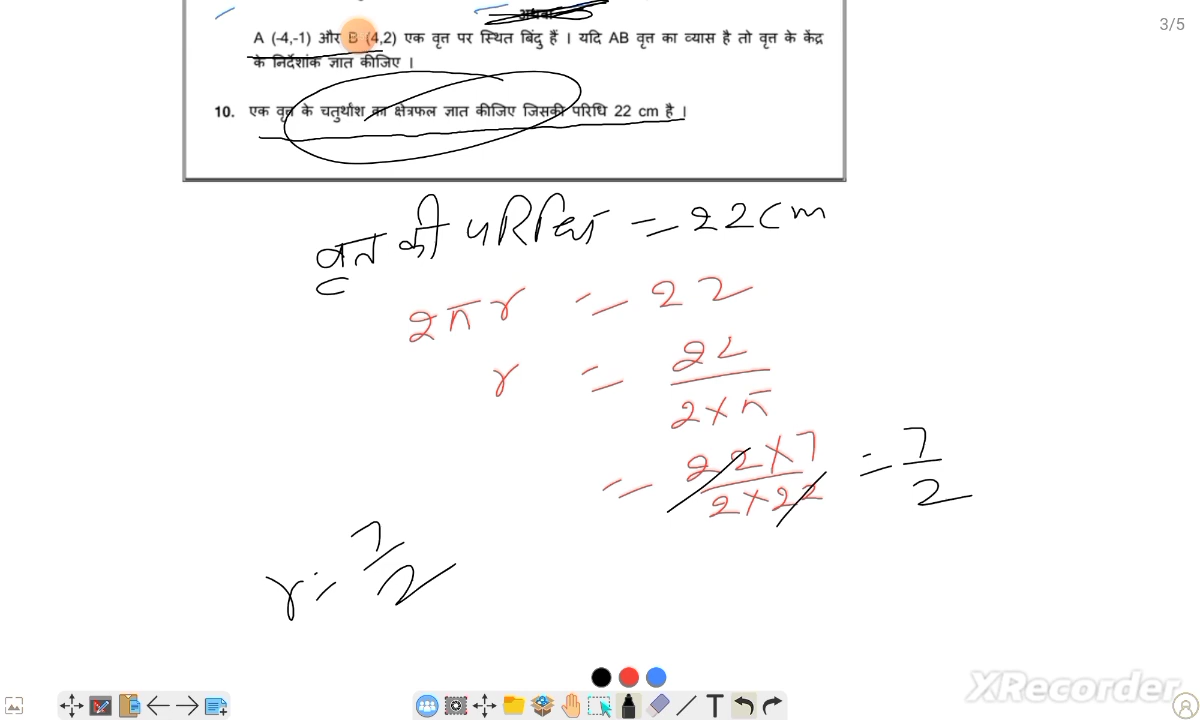 3/5
अथवा
A (-4,-1) और B (4,2) एक वृत्त पर स्थित बिंदु हैं । यदि AB वृत्त का व्यास है तो वृत्त के केंद्र
के निर्देशांक ज्ञात कीजिए ।
10. एक वृत्त के चतुर्थांश का क्षेत्रफल ज्ञात कीजिए जिसकी परिधि 22 cm है ।
वृत की परिधि = 22cm
2πr = 22
r = 22/2×π
= 22×7/2×22 = 7/2
r = 7/2
XRecorder